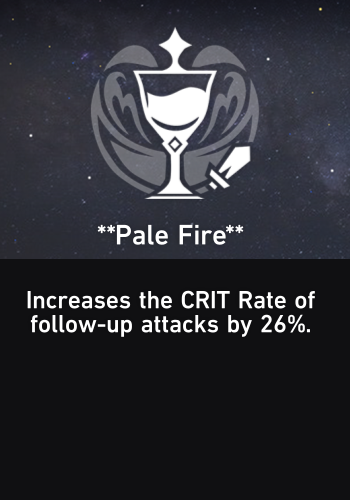 **Pale Fire**
Increases the CRIT Rate of
follow-up attacks by 26%.